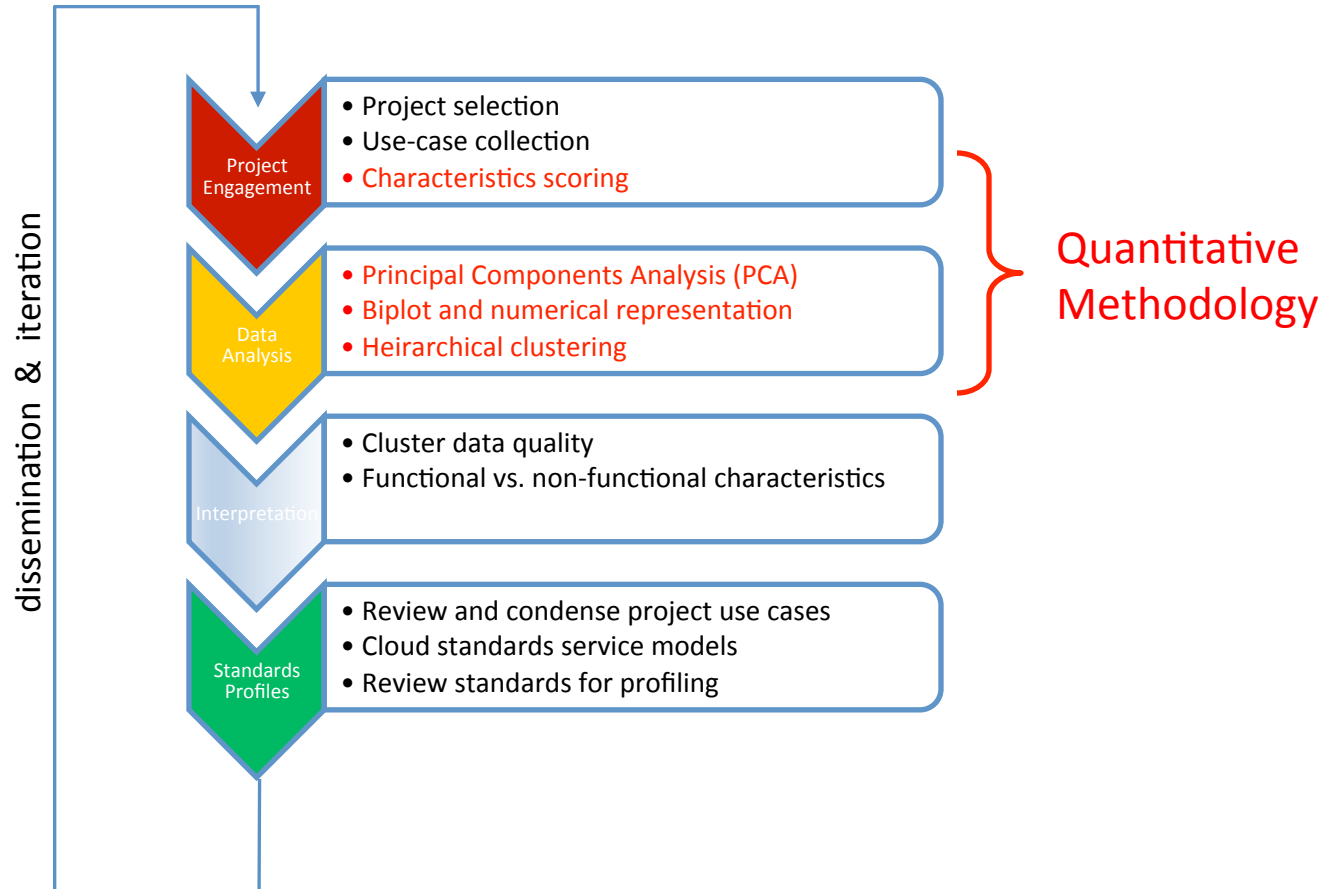 dissemination & iteration
Project
Engagement
• Project selection
• Use-case collection
• Characteristics scoring
Data
Analysis
• Principal Components Analysis (PCA)
• Biplot and numerical representation
• Heirarchical clustering
Quantitative
Methodology
Interpretation
• Cluster data quality
• Functional vs. non-functional characteristics
Standards
Profiles
• Review and condense project use cases
• Cloud standards service models
• Review standards for profiling